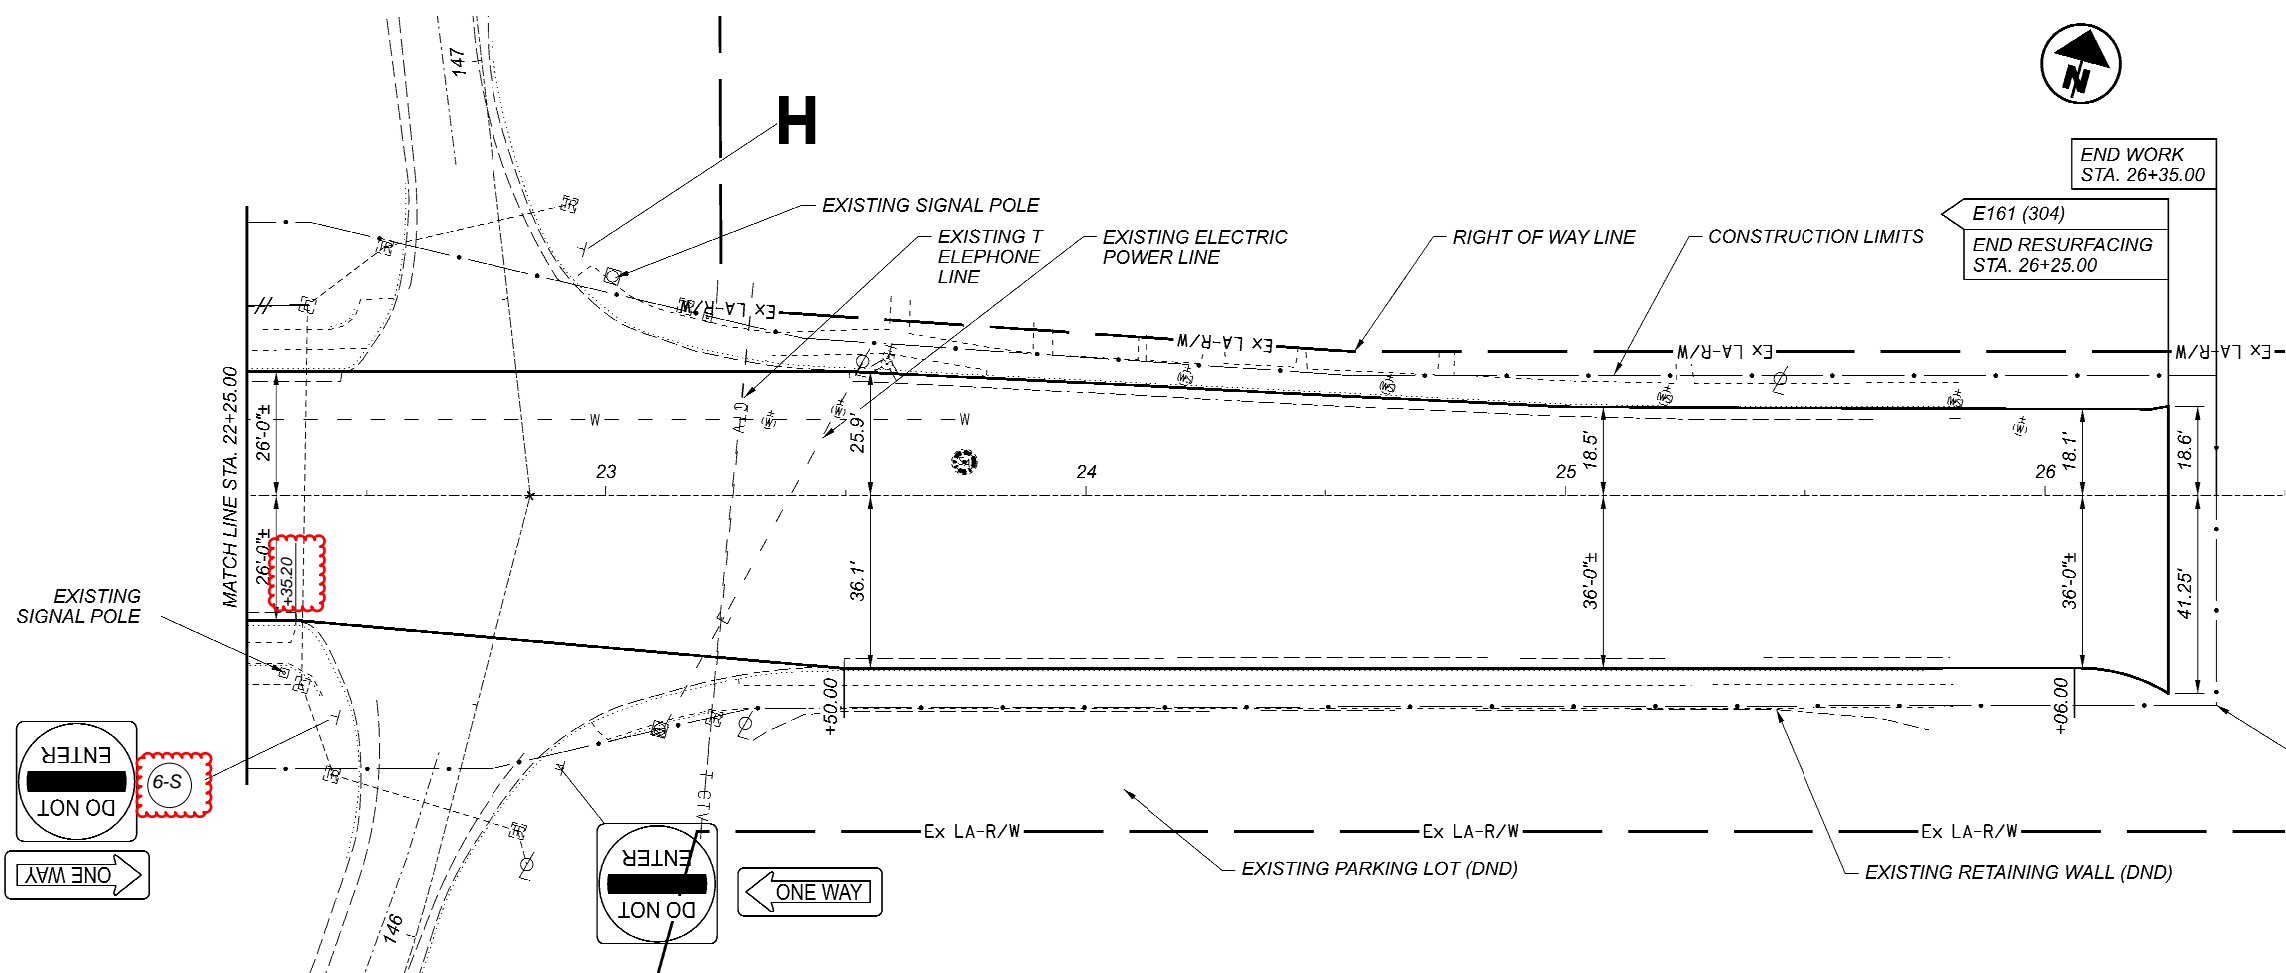 147
H
N
END WORK
STA. 26+35.00
E161 (304)
END RESURFACING
STA. 26+25.00
EXISTING SIGNAL POLE
EXISTING T
ELEPHONE
LINE
EXISTING ELECTRIC
POWER LINE
RIGHT OF WAY LINE
CONSTRUCTION LIMITS
Ex LA-R/W
Ex LA-R/W
Ex LA-R/W
Ex LA-R/W
MATCH LINE STA. 22+25.00
26'-0"±
26'-0"±
+35.20
W
W
CTV
E
25.9'
36.1'
18.5'
36'-0"±
18.1'
36'-0"±
18.6'
41.25'
23
24
25
26
EXISTING
SIGNAL POLE
+50.00
+06.00
DO NOT
ENTER
6-S
ONE WAY
T
CTV
DO NOT
ENTER
ONE WAY
Ex LA-R/W
Ex LA-R/W
Ex LA-R/W
EXISTING PARKING LOT (DND)
EXISTING RETAINING WALL (DND)
146